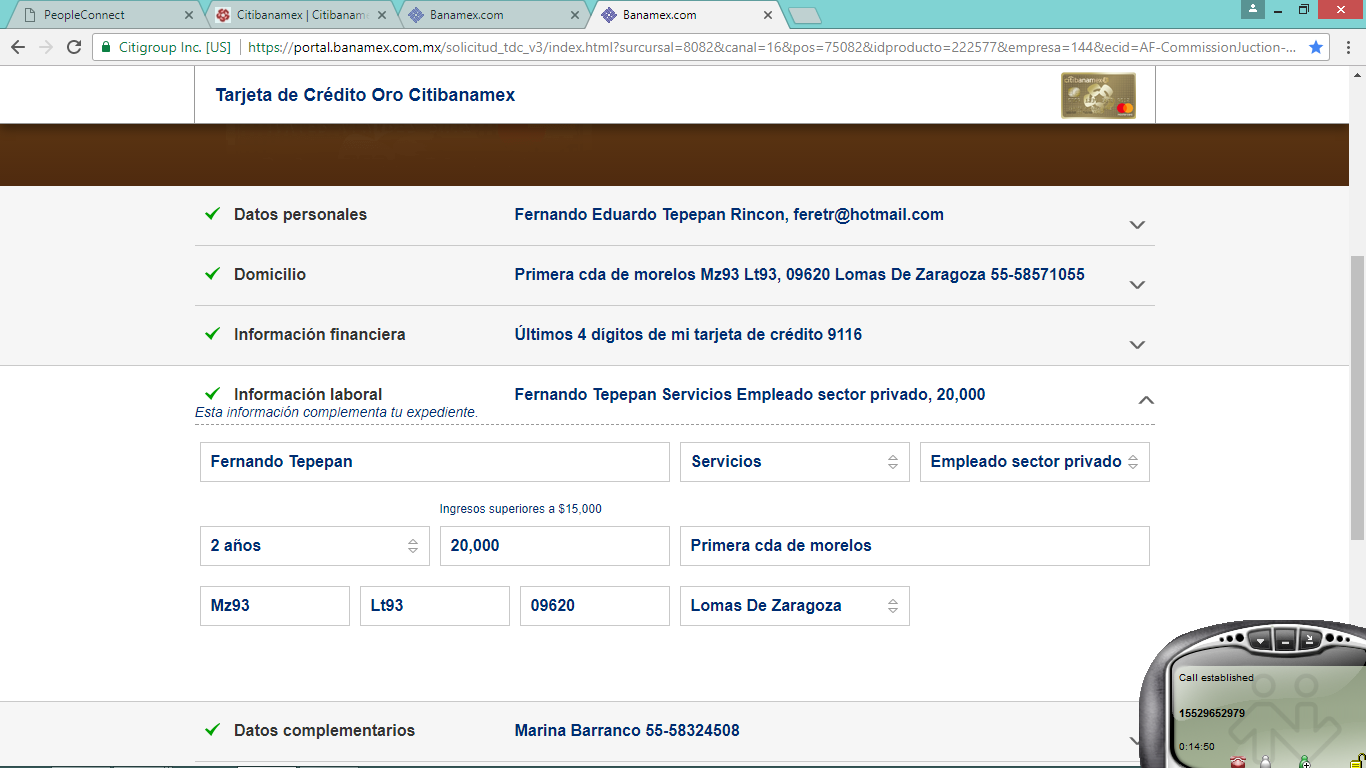 PeopleConnect
Citibanamex | Citibanam
Banamex.com
Banamex.com
Citigroup Inc. [US] https://portal.banamex.com.mx/solicitud_tdc_v3/index.html?surcursal=8082&canal=16&pos=75082&idproducto=222577&empresa=144&ecid=AF-CommissionJuction-...
Tarjeta de Crédito Oro Citibanamex
citibanamex
Datos personales Fernando Eduardo Tepepan Rincon, feretr@hotmail.com
Domicilio Primera cda de morelos Mz93 Lt93, 09620 Lomas De Zaragoza 55-58571055
Información financiera Últimos 4 dígitos de mi tarjeta de crédito 9116
Información laboral Fernando Tepepan Servicios Empleado sector privado, 20,000
Esta información complementa tu expediente.
Fernando Tepepan Servicios Empleado sector privado
Ingresos superiores a $15,000
2 años 20,000 Primera cda de morelos
Mz93 Lt93 09620 Lomas De Zaragoza
Datos complementarios Marina Barranco 55-58324508
Call established
15529652979
0:14:50